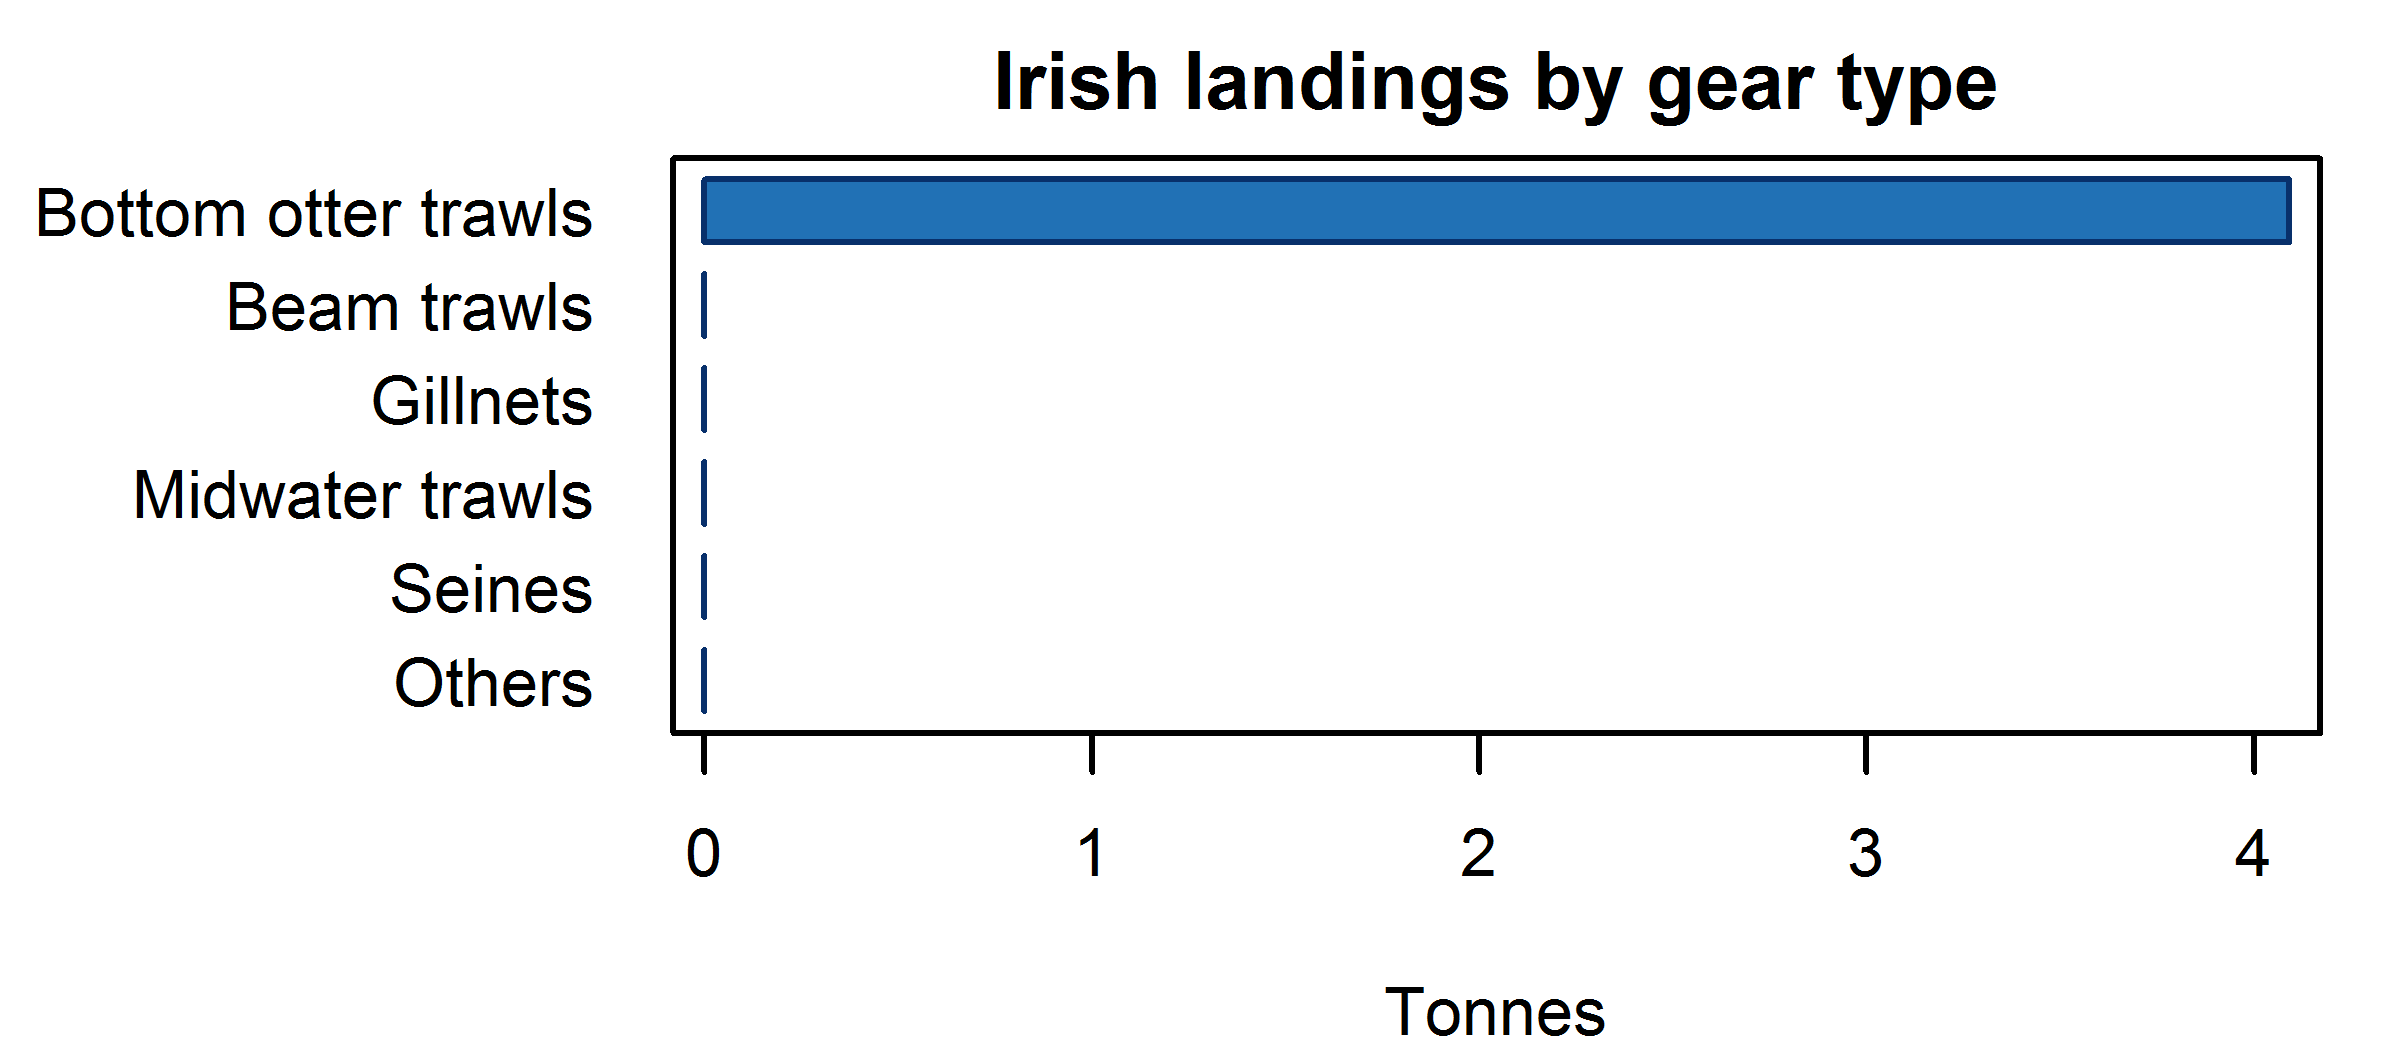 Irish landings by gear type
Bottom otter trawls
Beam trawls
Gillnets
Midwater trawls
Seines
Others
0 1 2 3 4
Tonnes